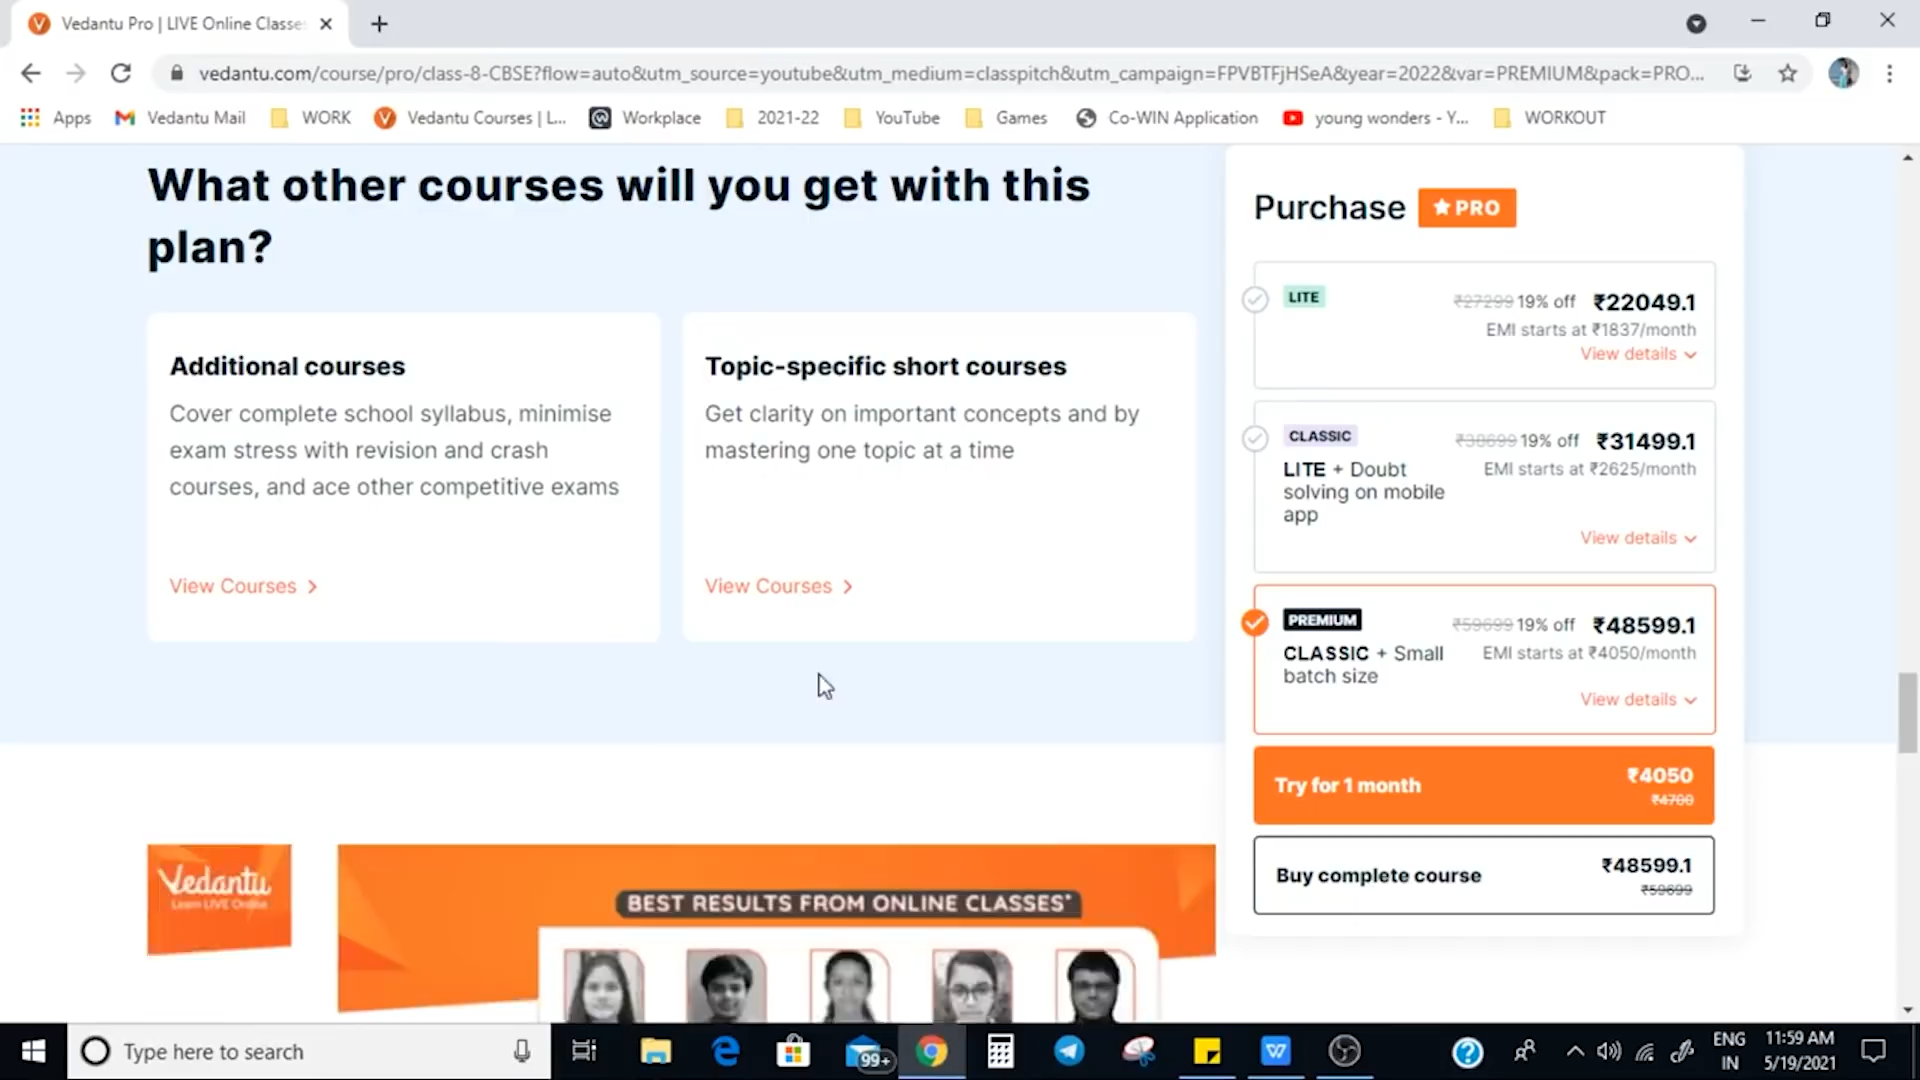 Vedantu Pro | LIVE Online Classe
vedantu.com/course/pro/class-8-CBSE?flow=auto&utm_source=youtube&utm_medium=classpitch&utm_campaign=FPVBTFjHSeA&year=2022&var=PREMIUM&pack=PRO...
Apps
Vedantu Mail
WORK
Vedantu Courses | L...
Workplace
2021-22
YouTube
Games
Co-WIN Application
young wonders - Y...
WORKOUT
What other courses will you get with this
plan?
Additional courses
Cover complete school syllabus, minimise
exam stress with revision and crash
courses, and ace other competitive exams
View Courses >
Topic-specific short courses
Get clarity on important concepts and by
mastering one topic at a time
View Courses >
Purchase ★ PRO
LITE
₹27299 19% off ₹22049.1
EMI starts at ₹1837/month
View details
CLASSIC
₹38699 19% off ₹31499.1
LITE + Doubt
solving on mobile
app
EMI starts at ₹2625/month
View details
PREMIUM
₹59699 19% off ₹48599.1
CLASSIC + Small
batch size
EMI starts at ₹4050/month
View details
Try for 1 month
₹4050
₹4700
Buy complete course
₹48599.1
₹59699
Vedantu
Learn LIVE Online
BEST RESULTS FROM ONLINE CLASSES*
Type here to search
99+
W
ENG
IN
11:59 AM
5/19/2021